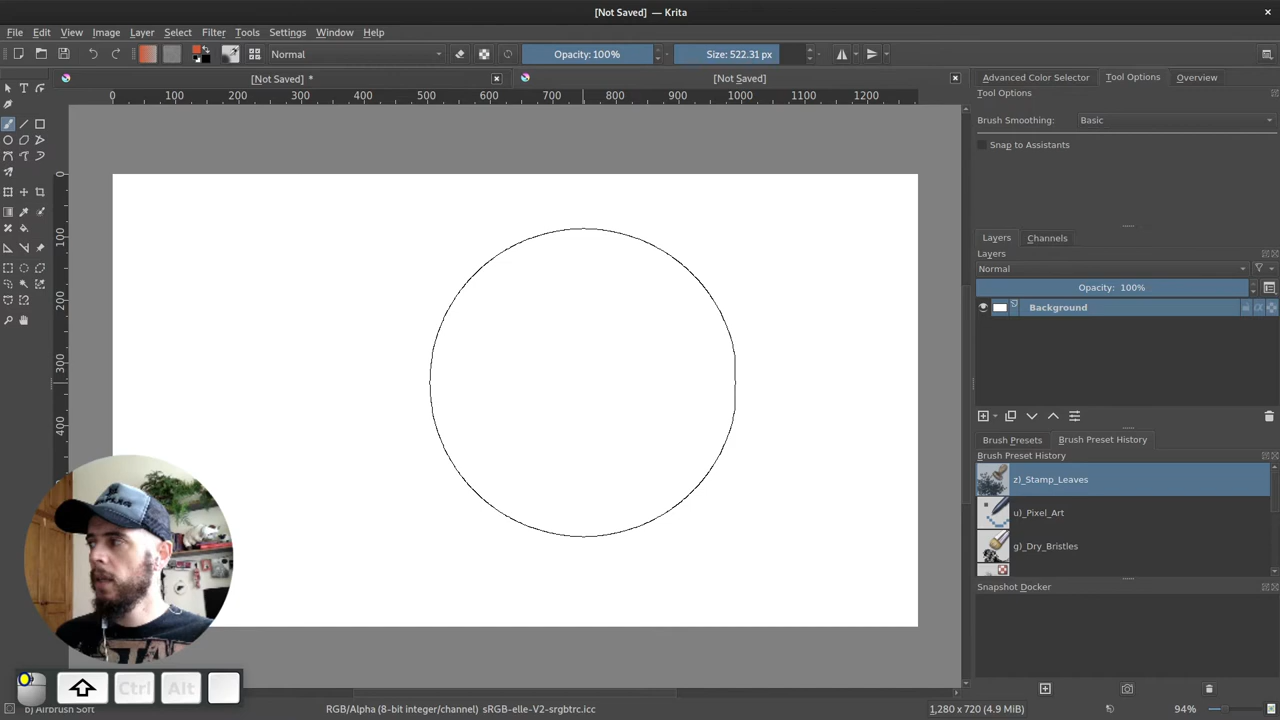 [Not Saved] — Krita
File Edit View Image Layer Select Filter Tools Settings Window Help
Normal Opacity: 100% Size: 522.31 px
[Not Saved] * [Not Saved]
Advanced Color Selector Tool Options Overview
Tool Options
Brush Smoothing: Basic
Snap to Assistants
0 100 200 300 400 500 600 700 800 900 1000 1100 1200
0
100
200
300
400
Layers Channels
Layers
Normal
Opacity: 100%
Background
Brush Presets Brush Preset History
Brush Preset History
z)_Stamp_Leaves
u)_Pixel_Art
g)_Dry_Bristles
Snapshot Docker
Ctrl Alt
b) Airbrush Soft RGB/Alpha (8-bit integer/channel) sRGB-elle-V2-srgbtrc.icc 1,280 x 720 (4.9 MiB) 94%